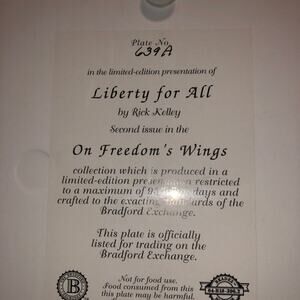 Plate No.
639A
in the limited-edition presentation of
Liberty for All
by Rick Kelley
Second issue in the
On Freedom's Wings
collection which is produced in a
limited-edition presentation restricted
to a maximum of days and
crafted to the exacting standards of the
Bradford Exchange.
This plate is officially
listed for trading on the
Bradford Exchange.
Not for food use.
Food consumed from this
this plate may be harmful.
B